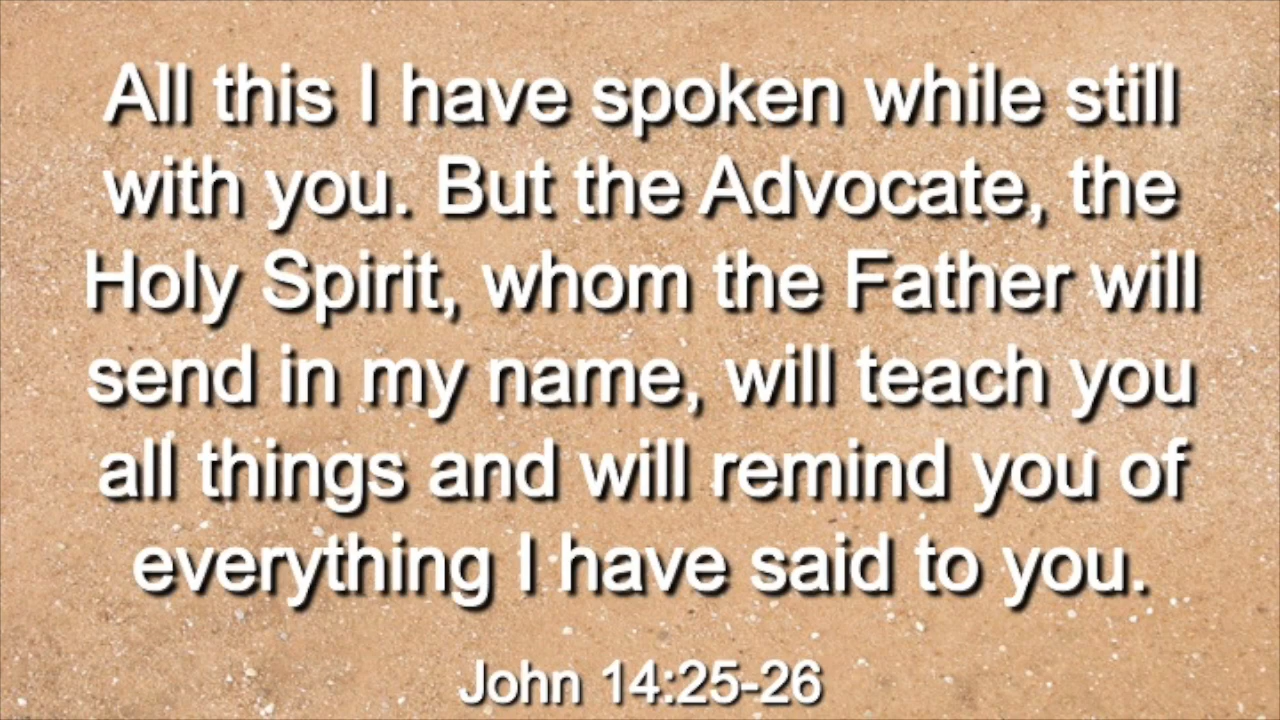 All this I have spoken while still
with you. But the Advocate, the
Holy Spirit, whom the Father will
send in my name, will teach you
all things and will remind you of
everything I have said to you.
John 14:25-26